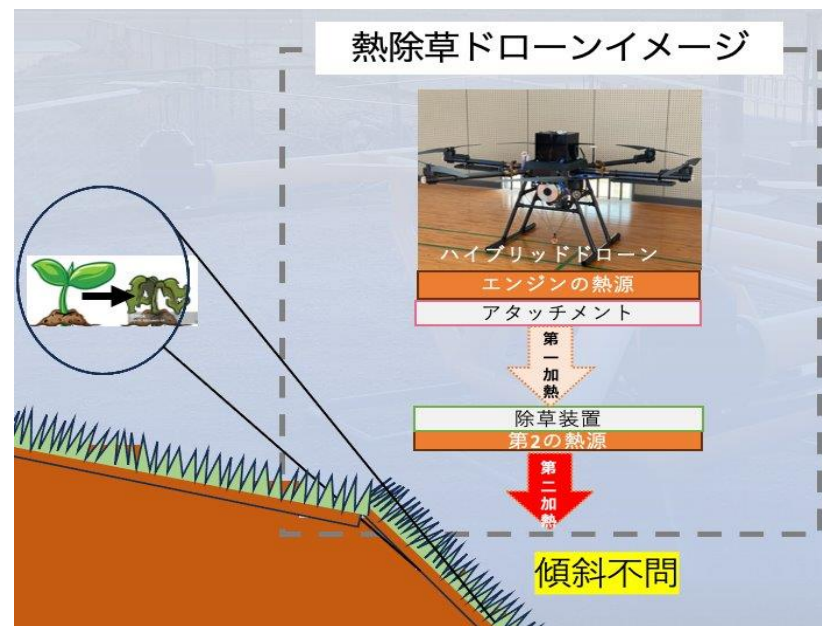 熱除草ドローンイメージ
ハイブリッドドローン
エンジンの熱源
アタッチメント
第一加熱
除草装置
第2の熱源
第二加熱
傾斜不問